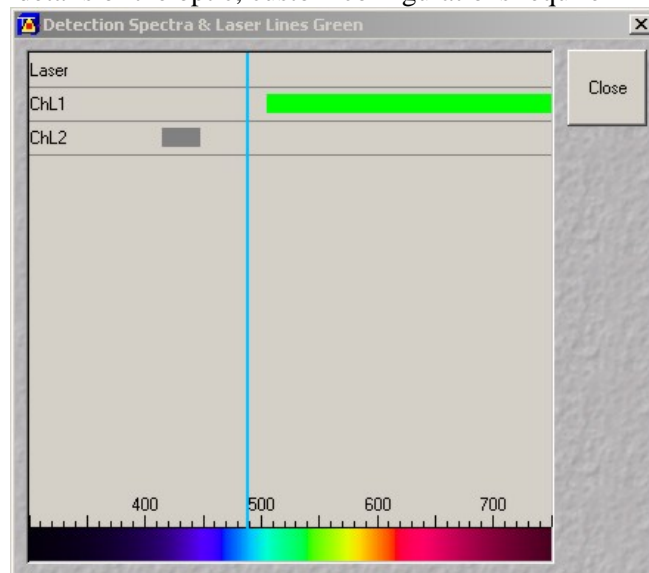 Detection Spectra & Laser Lines Green
Laser
Close
ChL1
ChL2
400 500 600 700